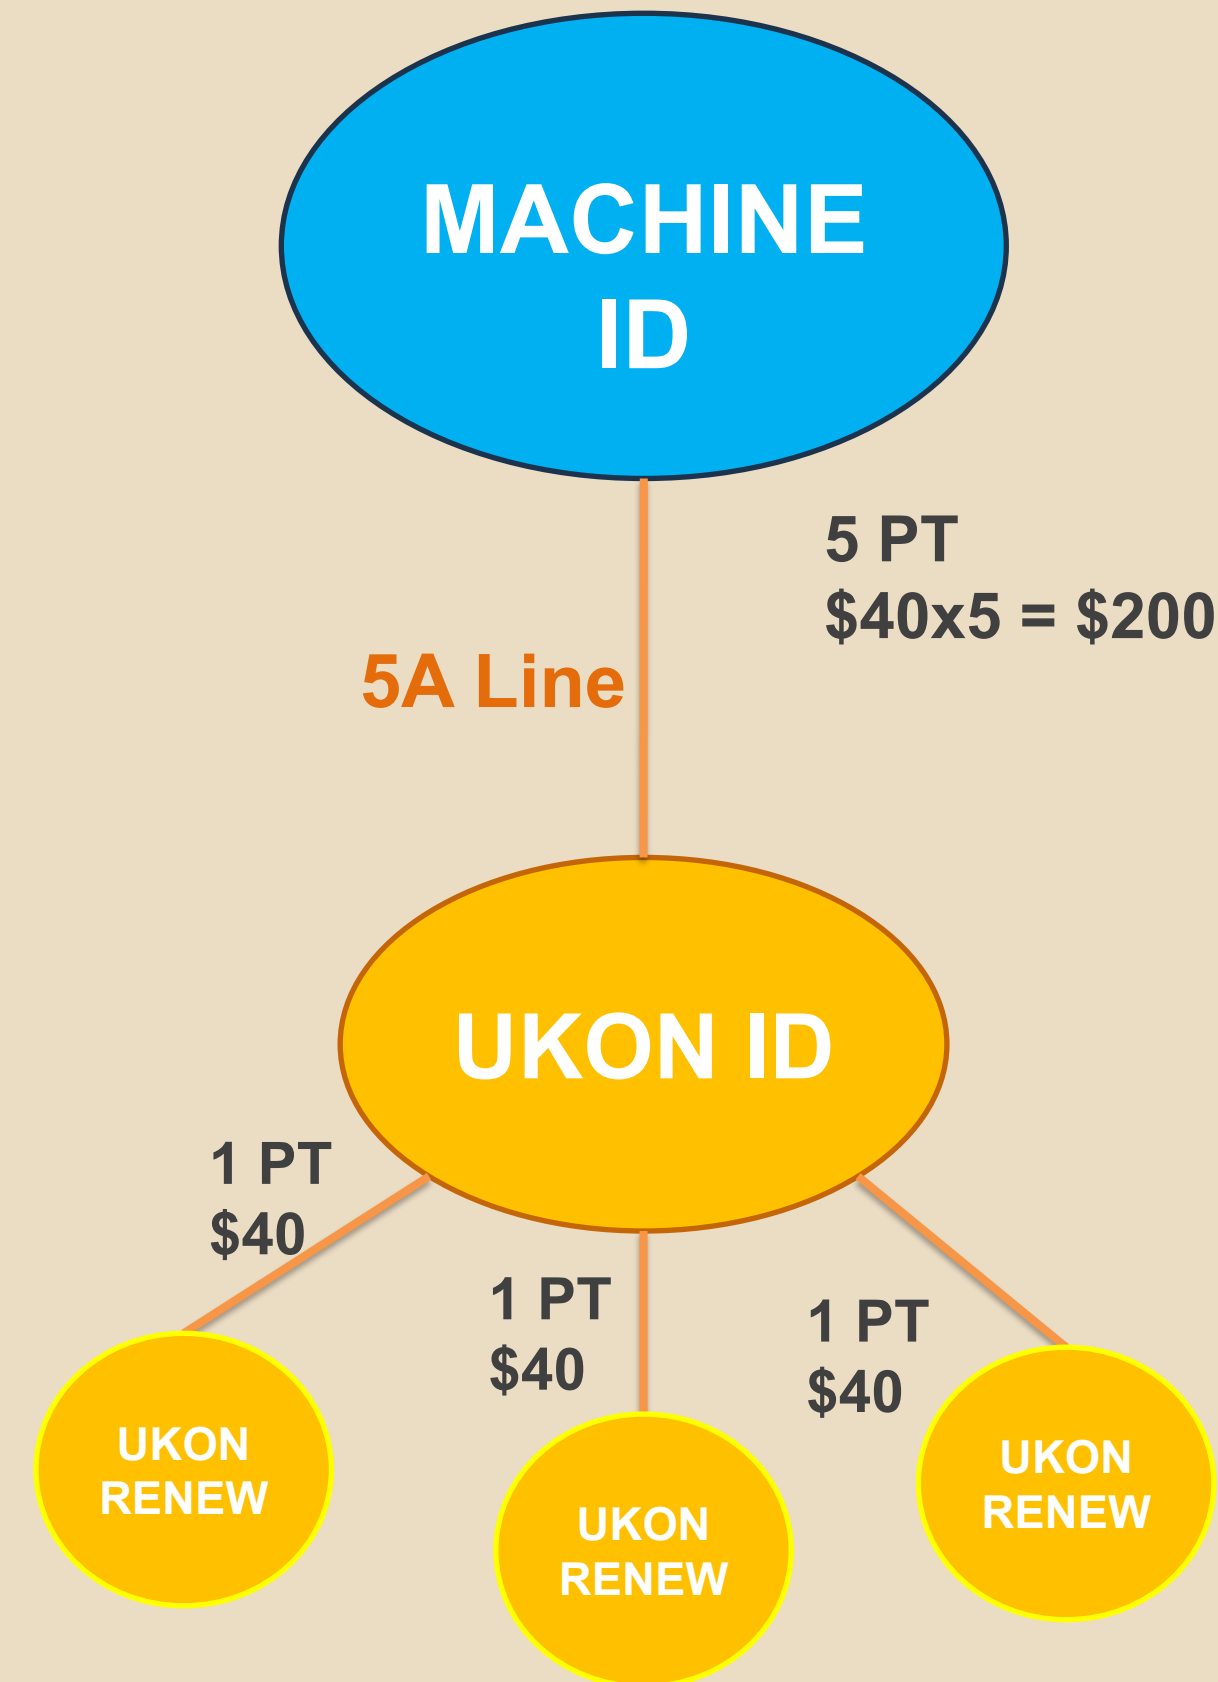 MACHINE
ID
5 PT
$40x5 = $200
5A Line
UKON ID
1 PT
$40
1 PT
$40
1 PT
$40
UKON
RENEW
UKON
RENEW
UKON
RENEW